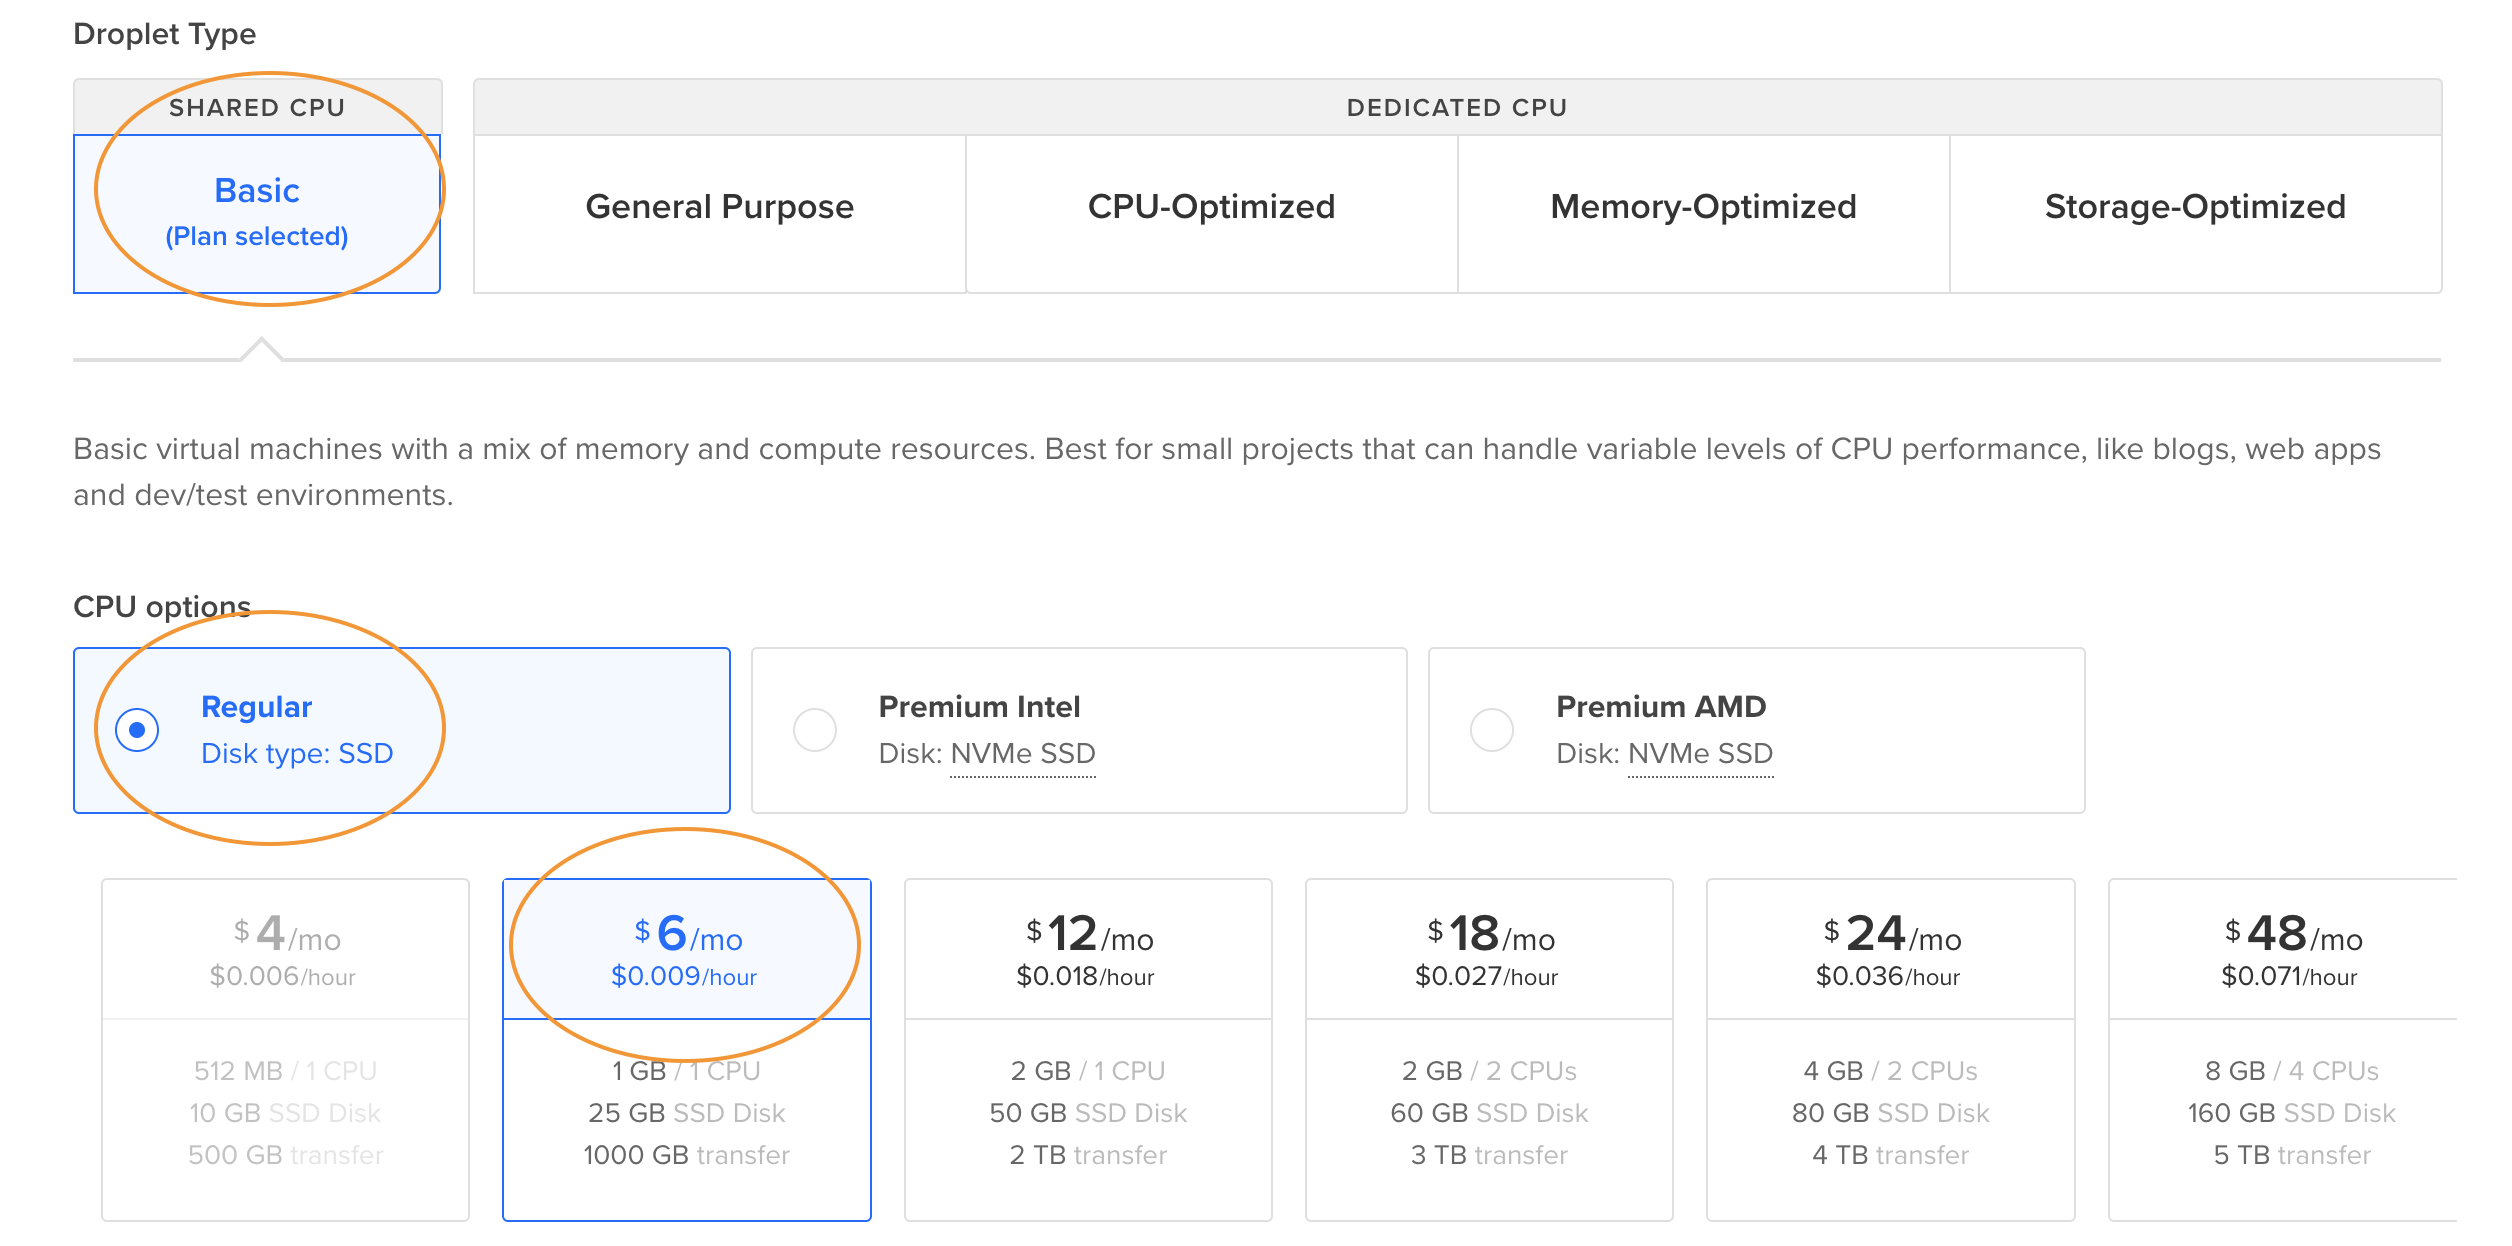 Droplet Type
SHARED CPU
DEDICATED CPU
Basic
(Plan selected)
General Purpose
CPU-Optimized
Memory-Optimized
Storage-Optimized
Basic virtual machines with a mix of memory and compute resources. Best for small projects that can handle variable levels of CPU performance, like blogs, web apps
and dev/test environments.
CPU options
Regular
Disk type: SSD
Premium Intel
Disk: NVMe SSD
Premium AMD
Disk: NVMe SSD
$4/mo
$0.006/hour
512 MB / 1 CPU
10 GB SSD Disk
500 GB transfer
$6/mo
$0.009/hour
1 GB / 1 CPU
25 GB SSD Disk
1000 GB transfer
$12/mo
$0.018/hour
2 GB / 1 CPU
50 GB SSD Disk
2 TB transfer
$18/mo
$0.027/hour
2 GB / 2 CPUs
60 GB SSD Disk
3 TB transfer
$24/mo
$0.036/hour
4 GB / 2 CPUs
80 GB SSD Disk
4 TB transfer
$48/mo
$0.071/hour
8 GB / 4 CPUs
160 GB SSD Disk
5 TB transfer